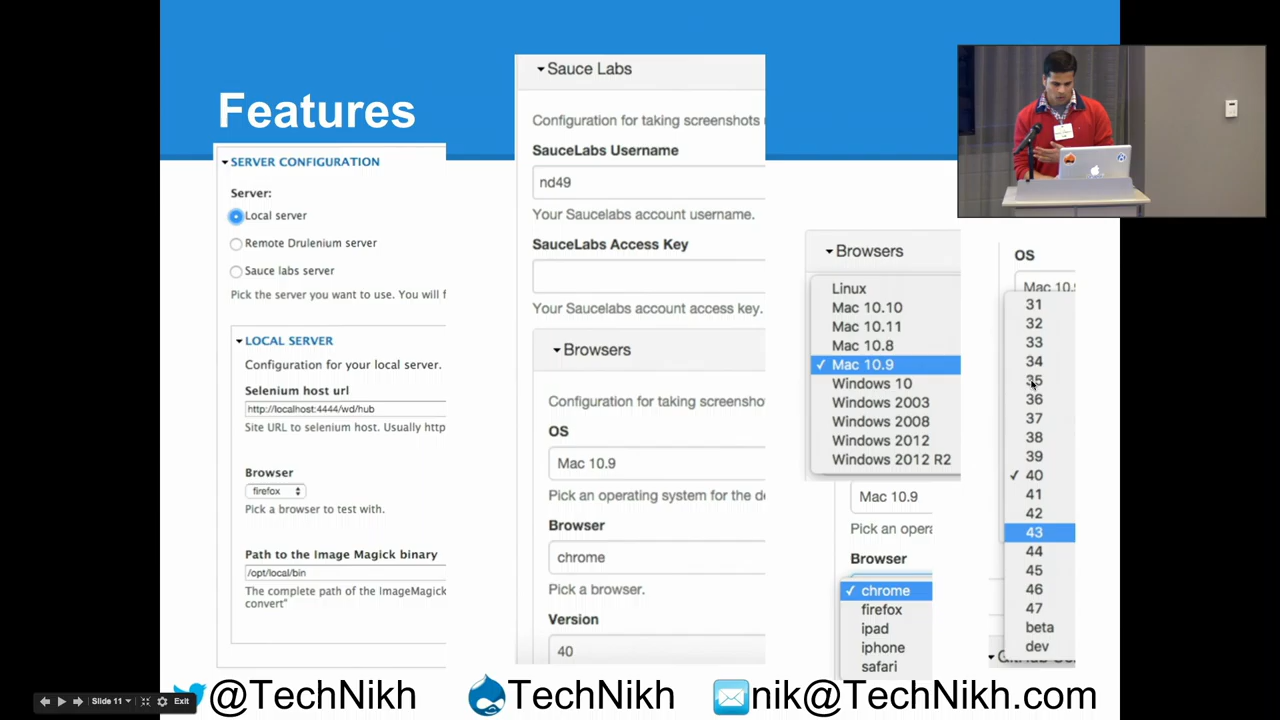 Features
SERVER CONFIGURATION
Server:
Local server
Remote Drulenium server
Sauce labs server
Pick the server you want to use. You will f
LOCAL SERVER
Configuration for your local server.
Selenium host url
http://localhost:4444/wd/hub
Site URL to selenium host. Usually http
Browser
firefox
Pick a browser to test with.
Path to the Image Magick binary
/opt/local/bin
The complete path of the ImageMagick
convert"
Sauce Labs
Configuration for taking screenshots
SauceLabs Username
nd49
Your Saucelabs account username.
SauceLabs Access Key
Your Saucelabs account access key.
Browsers
Configuration for taking screensho
OS
Mac 10.9
Pick an operating system for the de
Browser
chrome
Pick a browser.
Version
40
Browsers
Linux
Mac 10.10
Mac 10.11
Mac 10.8
✓ Mac 10.9
Windows 10
Windows 2003
Windows 2008
Windows 2012
Windows 2012 R2
Mac 10.9
Pick an opera
Browser
✓ chrome
firefox
ipad
iphone
safari
OS
Mac 10.9
31
32
33
34
35
36
37
38
39
✓ 40
41
42
43
44
45
46
47
beta
dev
@TechNikh
TechNikh
nik@TechNikh.com
Slide 11
Exit